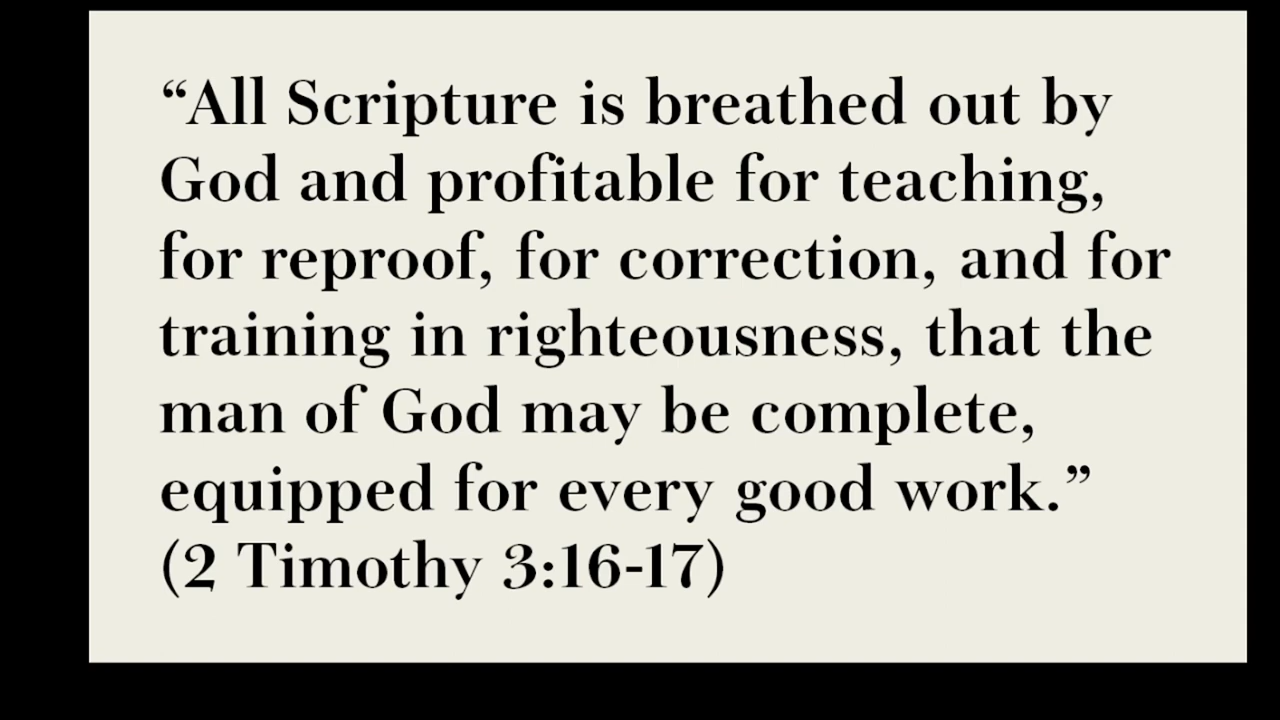 “All Scripture is breathed out by
God and profitable for teaching,
for reproof, for correction, and for
training in righteousness, that the
man of God may be complete,
equipped for every good work.”
(2 Timothy 3:16-17)